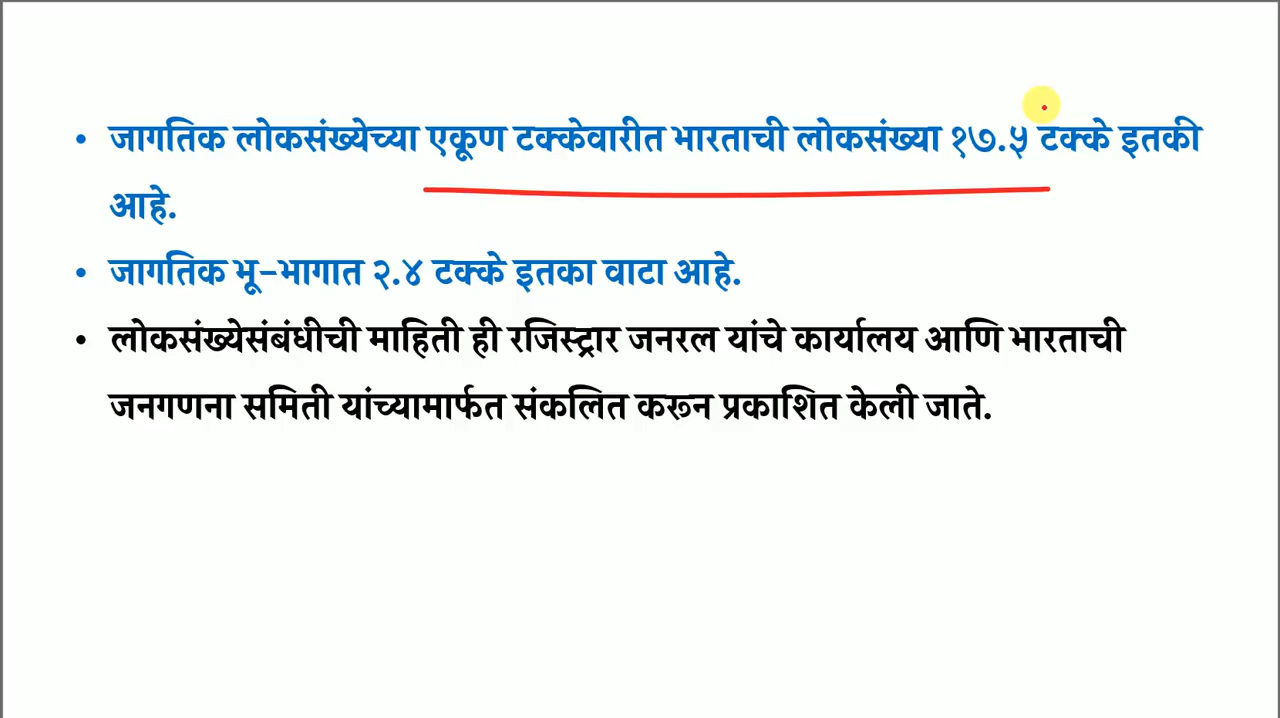 • जागतिक लोकसंख्येच्या एकूण टक्केवारीत भारताची लोकसंख्या १७.५ टक्के इतकी
आहे.
• जागतिक भू-भागात २.४ टक्के इतका वाटा आहे.
• लोकसंख्येसंबंधीची माहिती ही रजिस्ट्रार जनरल यांचे कार्यालय आणि भारताची
जनगणना समिती यांच्यामार्फत संकलित करून प्रकाशित केली जाते.